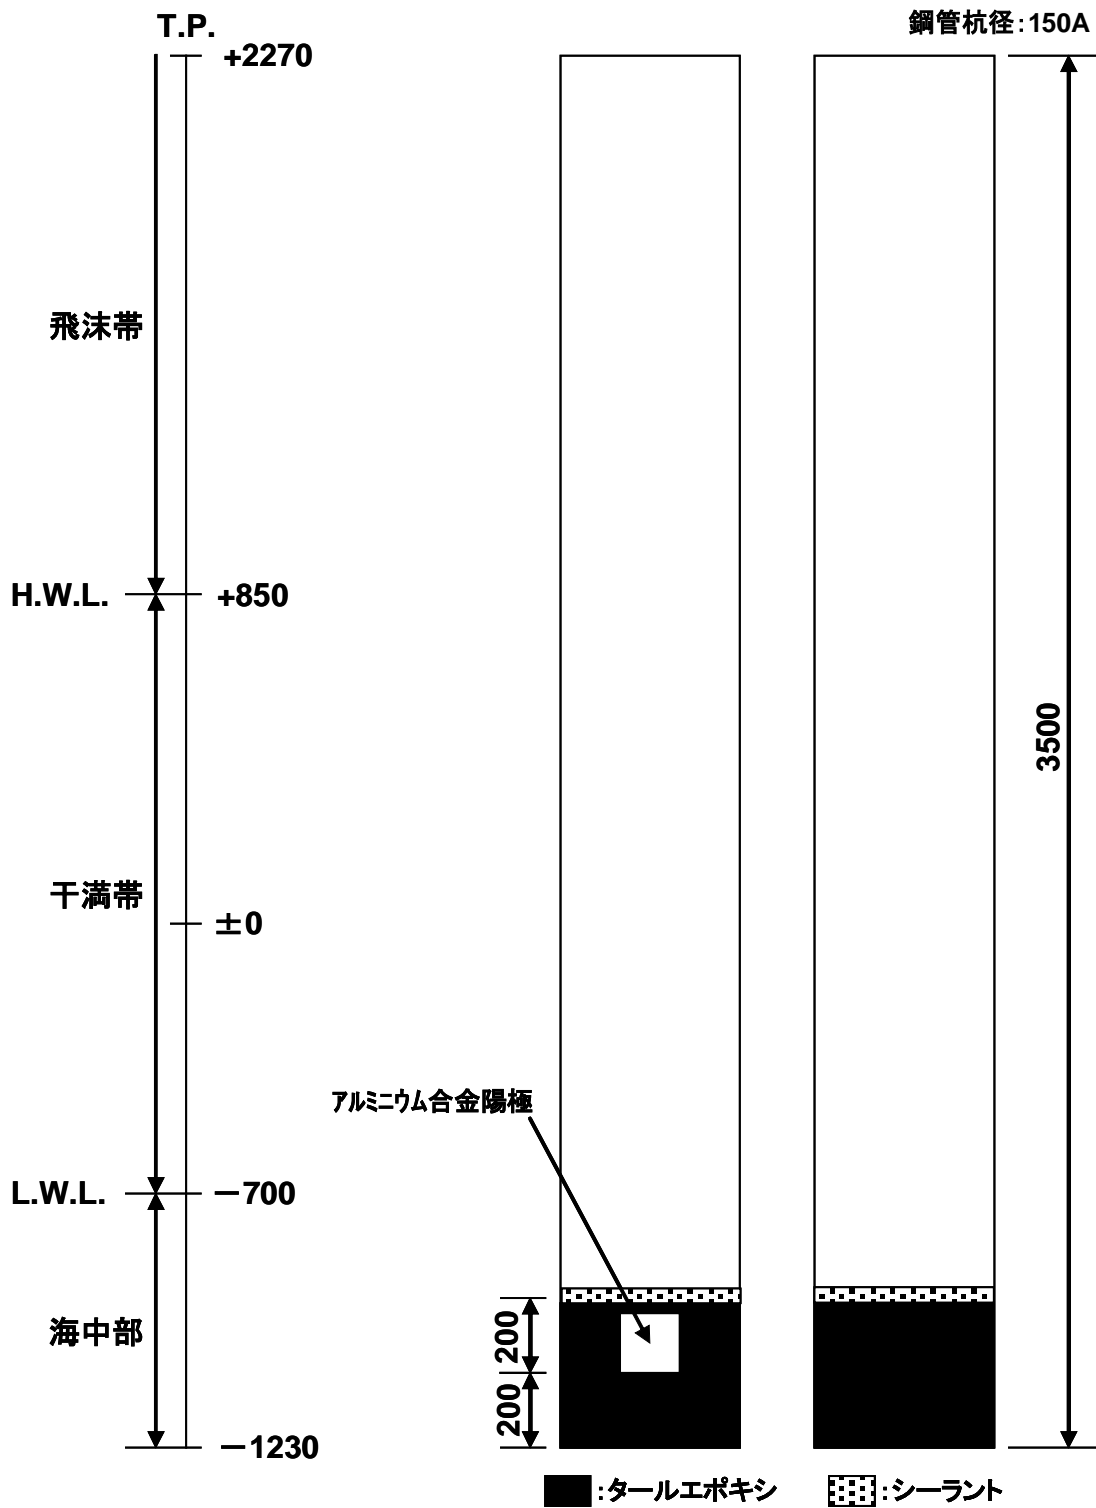 T.P.
鋼管杭径:150A
+2270
飛沫帯
H.W.L.
+850
3500
干満帯
±0
アルミニウム合金陽極
L.W.L.
－700
海中部
200
200
－1230
:タールエポキシ
:シーラント